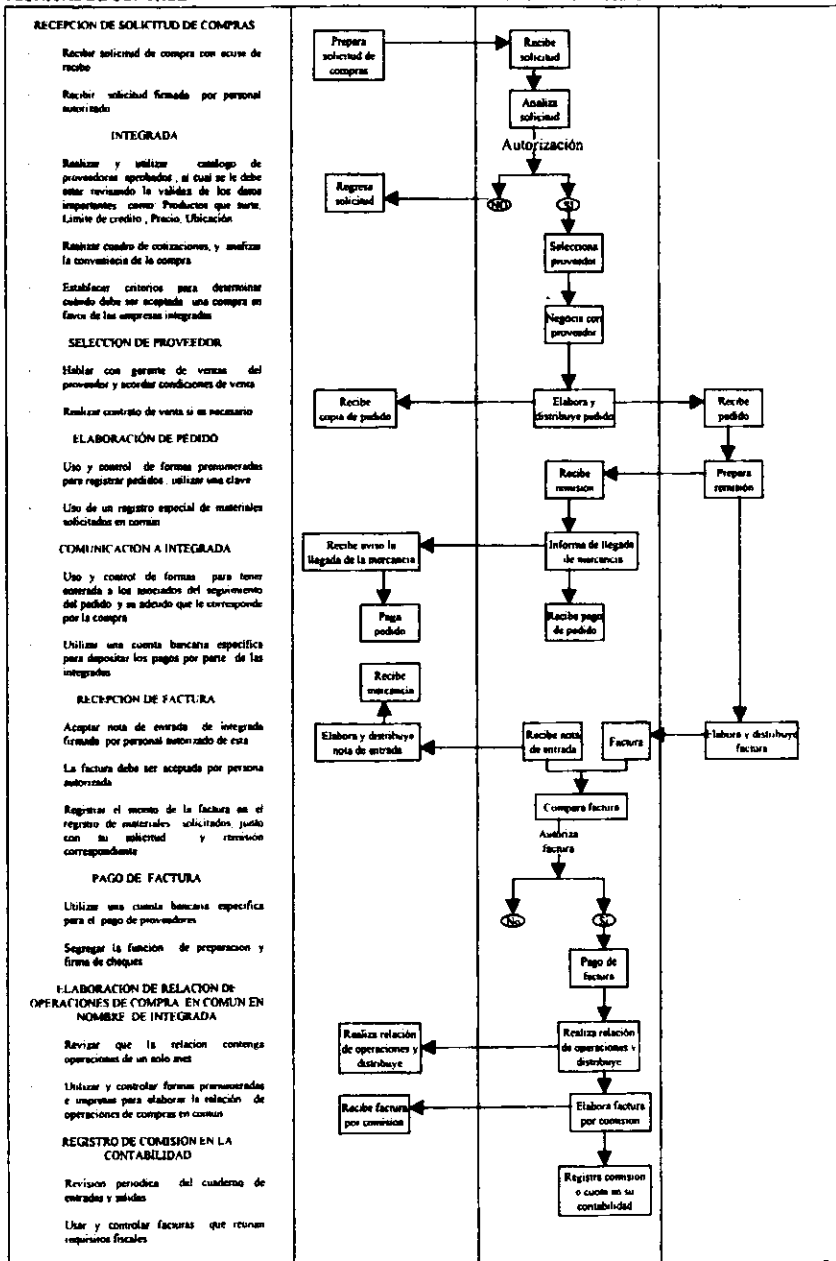 RECEPCION DE SOLICITUD DE COMPRAS
Recibir solicitud de compra con acuse de
recibo
Recibir solicitud firmada por personal
autorizado
INTEGRADA
Realizar y utilizar catalogo de
proveedores aprobados , al cual se le debe
estar revisando la validez de los datos
importantes como: Productos que surte,
Limite de credito , Precio, Ubicación
Realizar cuadro de cotizaciones, y analizar
la conveniencia de la compra
Establecer criterios para determinar
cuándo debe ser aceptada una compra en
favor de las empresas integradas
SELECCION DE PROVEEDOR
Hablar con gerente de ventas del
proveedor y acordar condiciones de venta
Realizar contrato de venta si es necesario
ELABORACIÓN DE PEDIDO
Uso y control de formas prenumeradas
para registrar pedidos , utilizar una clave
Uso de un registro especial de materiales
solicitados en común
COMUNICACION A INTEGRADA
Uso y control de formas para tener
enterada a los asociados del seguimiento
del pedido y su adeudo que le corresponde
por la compra
Utilizar una cuenta bancaria especifica
para depositar los pagos por parte de las
integradas
RECEPCION DE FACTURA
Aceptar nota de entrada de integrada
firmada por personal autorizado de esta
La factura debe ser aceptada por persona
autorizada
Registrar el monto de la factura en el
registro de materiales solicitados, junto
con su solicitud y remisión
correspondiente
PAGO DE FACTURA
Utilizar una cuenta bancaria especifica
para el pago de proveedores
Segregar la función de preparacion y
firma de cheques
ELABORACION DE RELACION DE
OPERACIONES DE COMPRA EN COMUN EN
NOMBRE DE INTEGRADA
Revizar que la relacion contenga
operaciones de un solo mes
Utilizar y controlar formas prenumeradas
e impresas para elaborar la relación de
operaciones de compras en comun
REGISTRO DE COMISION EN LA
CONTABILIDAD
Revision periodica del cuaderno de
entradas y salidas
Usar y controlar facturas que reunan
requisitos fiscales
Prepara
solicitud de
compras
Recibe
solicitud
Analiza
solicitud
Autorización
Regresa
solicitud
NO
SI
Selecciona
proveedor
Negocia con
proveedor
Recibe
copia de pedido
Elabora y
distribuye pedido
Recibe
pedido
Recibe
remision
Prepara
remisión
Recibe aviso la
llegada de la mercancia
Informa de llegada
de mercancia
Paga
pedido
Recibe pago
de pedido
Recibe
mercancia
Elabora y distribuye
nota de entrada
Recibe nota
de entrada
Factura
Elabora y distribuye
factura
Compara factura
Autoriza
factura
No
Si
Pago de
factura
Realiza relación
de operaciones y
distribuye
Realiza relación
de operaciones y
distribuye
Recibe factura
por comision
Elabora factura
por comision
Registra comision
o cuota en su
contabilidad